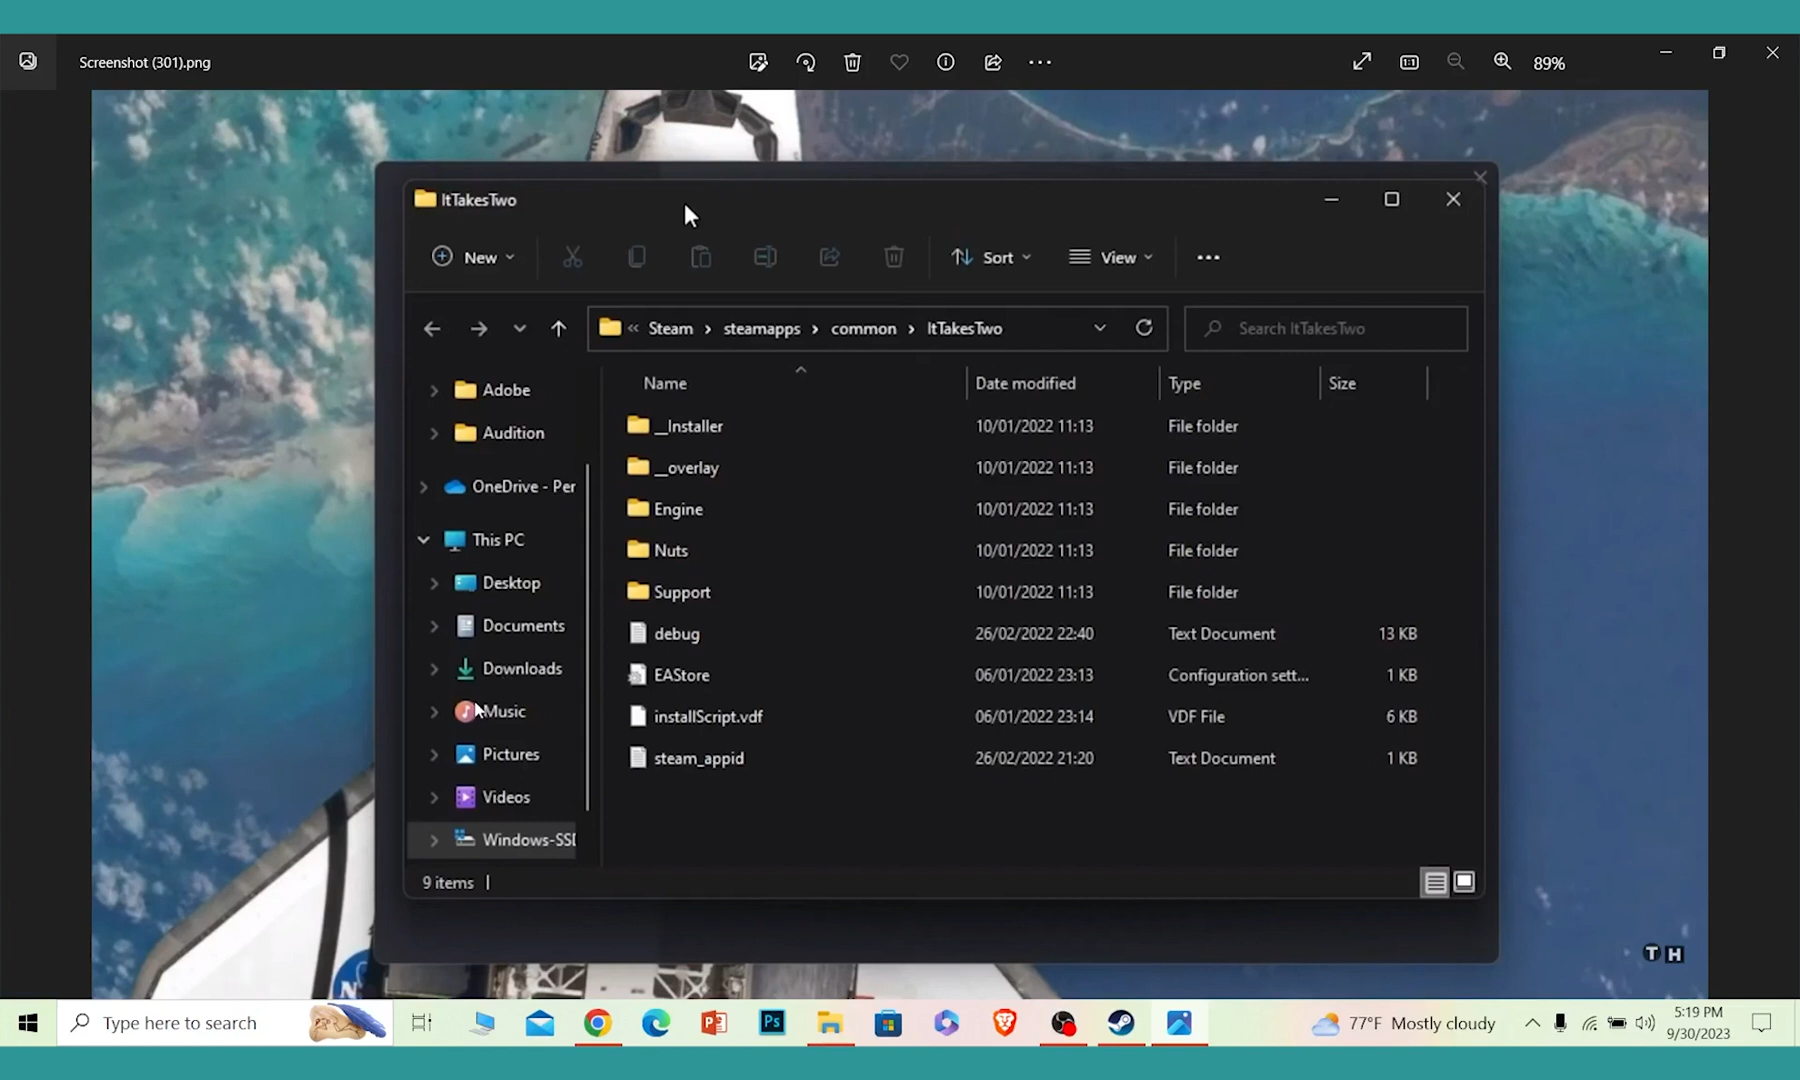 Screenshot (301).png
89%
ItTakesTwo
New
Sort
View
Steam > steamapps > common > ItTakesTwo
Search ItTakesTwo
Name
Date modified
Type
Size
Adobe
Audition
OneDrive - Per
This PC
Desktop
Documents
Downloads
Music
Pictures
Videos
Windows-SSD
__Installer 10/01/2022 11:13 File folder
__overlay 10/01/2022 11:13 File folder
Engine 10/01/2022 11:13 File folder
Nuts 10/01/2022 11:13 File folder
Support 10/01/2022 11:13 File folder
debug 26/02/2022 22:40 Text Document 13 KB
EAStore 06/01/2022 23:13 Configuration sett... 1 KB
installScript.vdf 06/01/2022 23:14 VDF File 6 KB
steam_appid 26/02/2022 21:20 Text Document 1 KB
9 items
T H
N
Type here to search
Ps
77°F Mostly cloudy
5:19 PM
9/30/2023